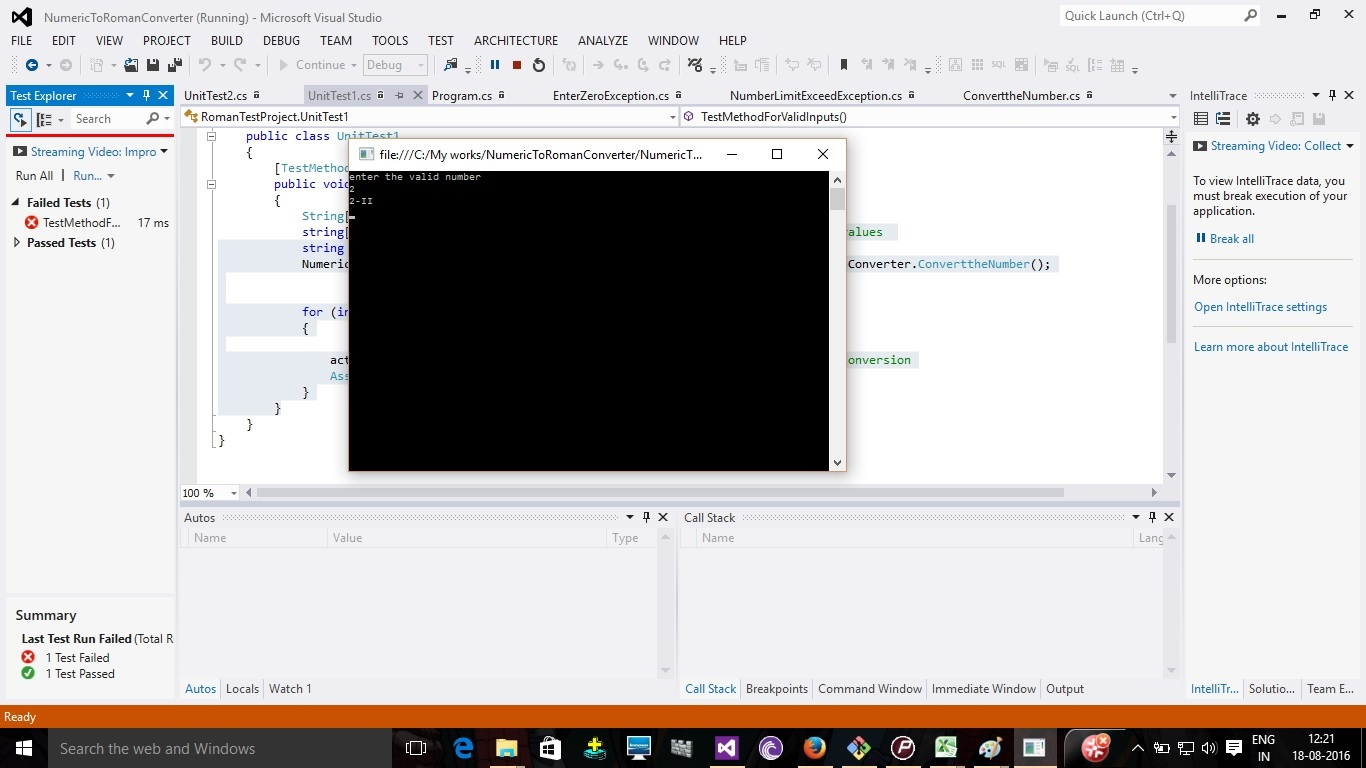 NumericToRomanConverter (Running) - Microsoft Visual Studio
Quick Launch (Ctrl+Q)
FILE EDIT VIEW PROJECT BUILD DEBUG TEAM TOOLS TEST ARCHITECTURE ANALYZE WINDOW HELP
Continue Debug
Test Explorer
Search
Streaming Video: Impro
Run All | Run...
Failed Tests (1)
TestMethodF... 17 ms
Passed Tests (1)
Summary
Last Test Run Failed (Total R
1 Test Failed
1 Test Passed
UnitTest2.cs UnitTest1.cs Program.cs EnterZeroException.cs NumberLimitExceedException.cs ConverttheNumber.cs
RomanTestProject.UnitTest1 TestMethodForValidInputs()
public class UnitTest1
{
[TestMethod
public void
{
String[
string[ alues
string
Numeric Converter.ConverttheNumber();
for (in
{
act onversion
Ass
}
}
}
}
100 %
file:///C:/My works/NumericToRomanConverter/NumericT...
enter the valid number
2
2-II
Autos
Name Value Type
Autos Locals Watch 1
Call Stack
Name Lang
Call Stack Breakpoints Command Window Immediate Window Output
IntelliTrace
SQL
SQL
Streaming Video: Collect
To view IntelliTrace data, you
must break execution of your
application.
Break all
More options:
Open IntelliTrace settings
Learn more about IntelliTrace
IntelliTr... Solutio... Team E...
Ready
Search the web and Windows
ENG
IN
12:21
18-08-2016